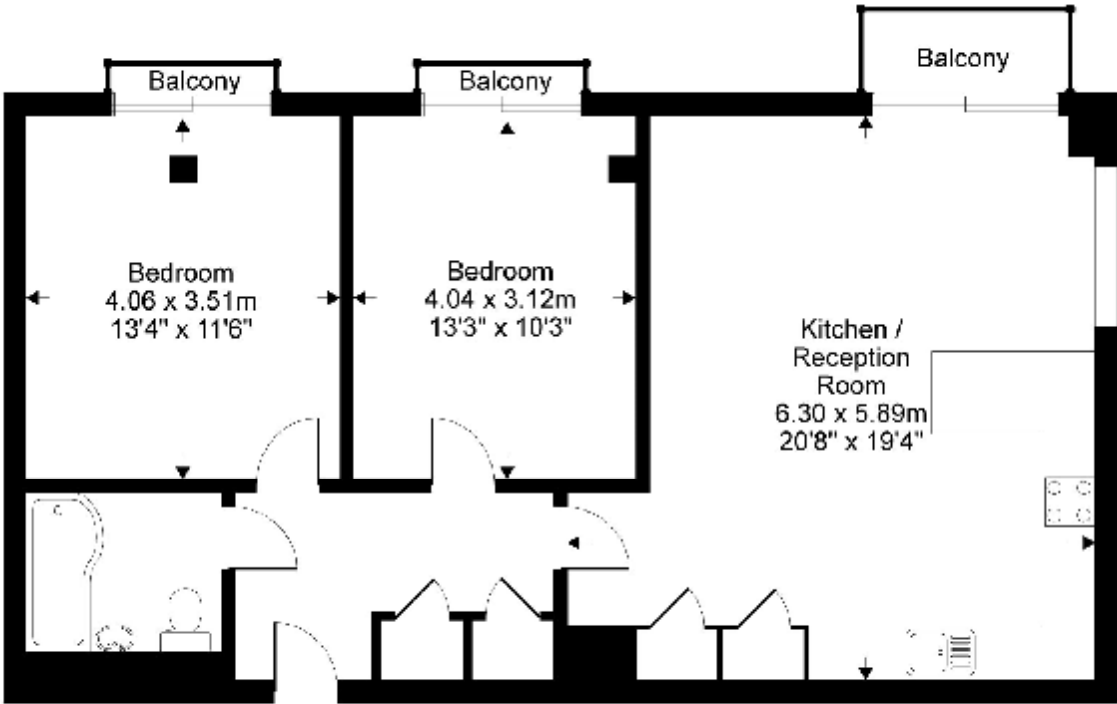 Balcony
Balcony
Balcony
Bedroom
4.06 x 3.51m
13'4" x 11'6"
Bedroom
4.04 x 3.12m
13'3" x 10'3"
Kitchen /
Reception
Room
6.30 x 5.89m
20'8" x 19'4"